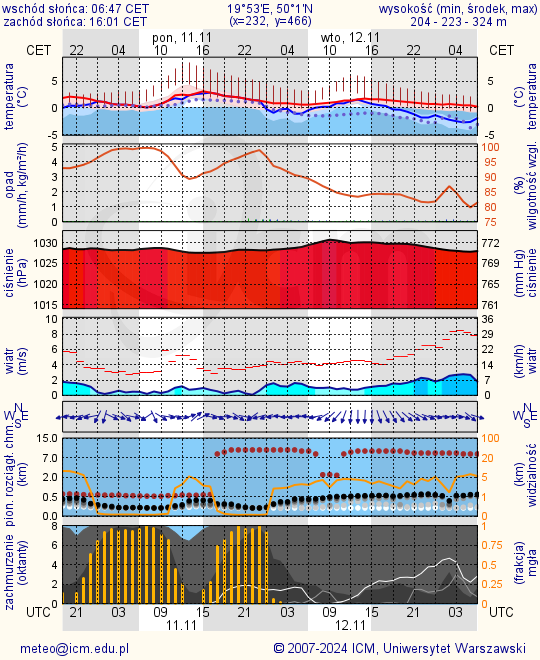 wschód słońca: 06:47 CET 19°53'E, 50°1'N wysokość (min, środek, max)
zachód słońca: 16:01 CET (x=232, y=466) 204 - 223 - 324 m
pon, 11.11 wto, 12.11
CET 22 04 10 16 22 04 10 16 22 04 CET
temperatura (°C)
5
0
-5
temperatura (°C)
5
0
-5
opad (mm/h, kg/m²/h)
5
4
3
2
1
0
wilgotność wzgl. (%)
100
95
90
85
80
75
ciśnienie (hPa)
1030
1025
1020
1015
ciśnienie (mm Hg)
772
769
765
761
wiatr (m/s)
10
8
6
4
2
0
wiatr (km/h)
36
29
22
14
7
0
N
W E
S
N
W E
S
pion. rozciągł. chm. (km)
15.0
7.0
2.0
0.5
0.0
widzialność (km)
100
20
5
1
0
zachmurzenie (oktanty)
8
6
4
2
0
mgła (frakcja)
1
0.75
0.5
0.25
0
UTC 21 03 09 15 21 03 09 15 21 03 UTC
11.11 12.11
meteo@icm.edu.pl © 2007-2024 ICM, Uniwersytet Warszawski